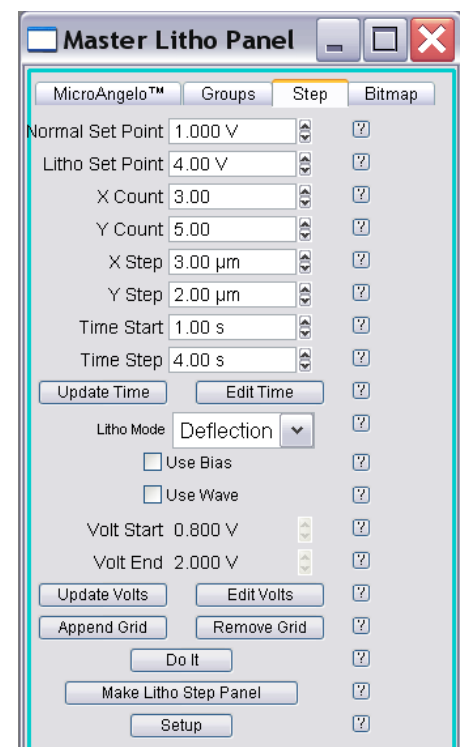 Master Litho Panel
MicroAngelo™ Groups Step Bitmap
Normal Set Point 1.000 V ?
Litho Set Point 4.00 V ?
X Count 3.00 ?
Y Count 5.00 ?
X Step 3.00 µm ?
Y Step 2.00 µm ?
Time Start 1.00 s ?
Time Step 4.00 s ?
Update Time Edit Time ?
Litho Mode Deflection ?
Use Bias ?
Use Wave ?
Volt Start 0.800 V ?
Volt End 2.000 V ?
Update Volts Edit Volts ?
Append Grid Remove Grid ?
Do It ?
Make Litho Step Panel ?
Setup ?